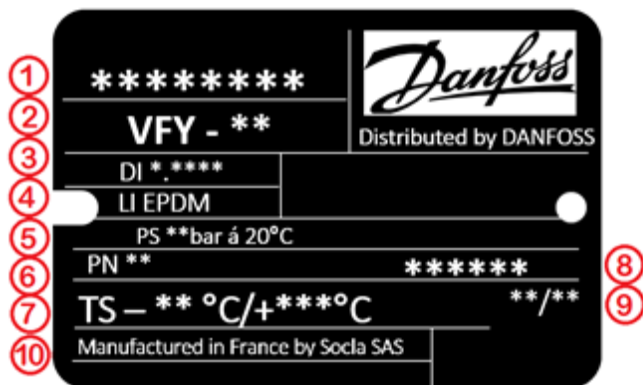 ① ********
Danfoss
② VFY - **
Distributed by DANFOSS
③ DI *.****
④ LI EPDM
⑤ PS **bar á 20°C
⑥ PN ** ****** ⑧
⑦ TS – ** °C/+***°C **/** ⑨
⑩ Manufactured in France by Socla SAS